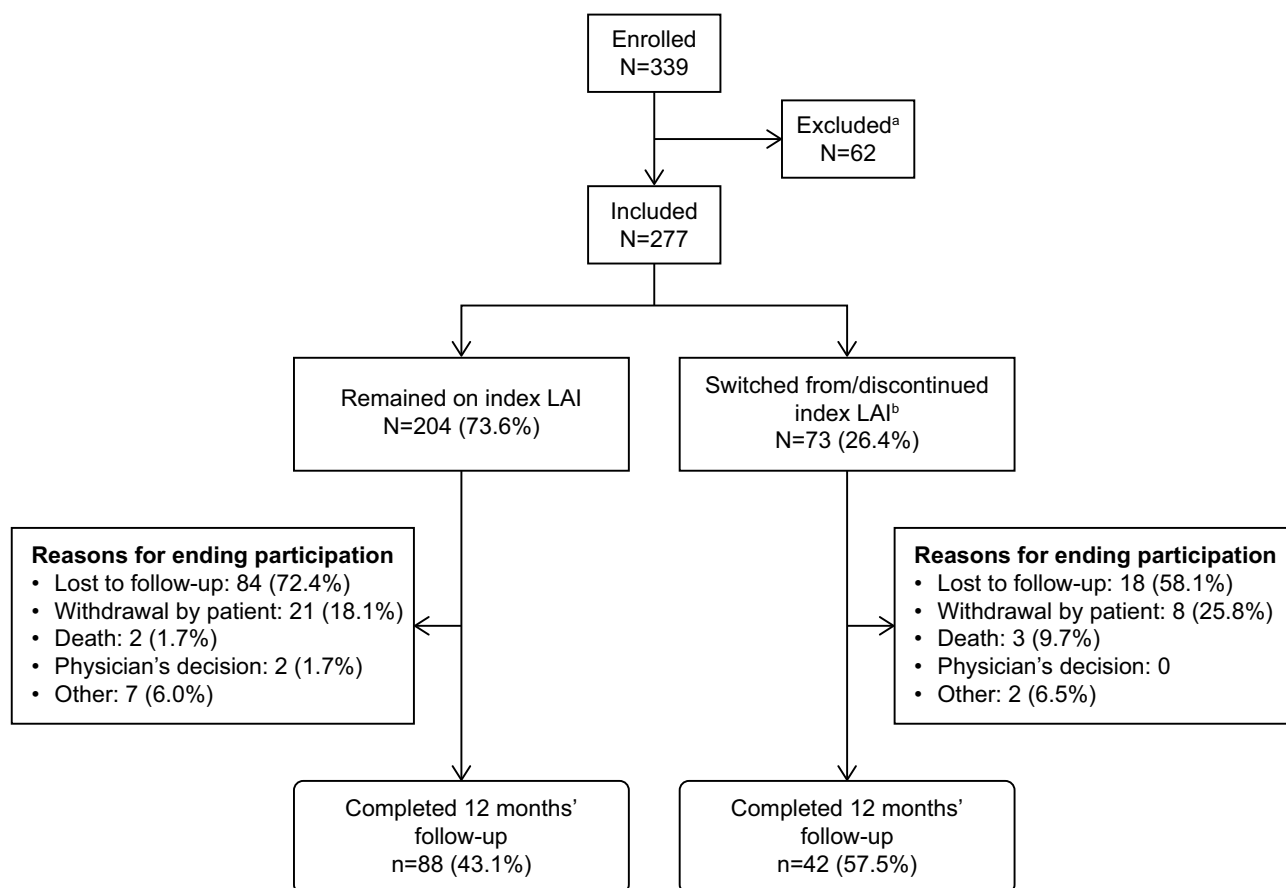 Enrolled
N=339
Excludedᵃ
N=62
Included
N=277
Remained on index LAI
N=204 (73.6%)
Switched from/discontinued
index LAIᵇ
N=73 (26.4%)
Reasons for ending participation
• Lost to follow-up: 84 (72.4%)
• Withdrawal by patient: 21 (18.1%)
• Death: 2 (1.7%)
• Physician’s decision: 2 (1.7%)
• Other: 7 (6.0%)
Reasons for ending participation
• Lost to follow-up: 18 (58.1%)
• Withdrawal by patient: 8 (25.8%)
• Death: 3 (9.7%)
• Physician’s decision: 0
• Other: 2 (6.5%)
Completed 12 months’
follow-up
n=88 (43.1%)
Completed 12 months’
follow-up
n=42 (57.5%)